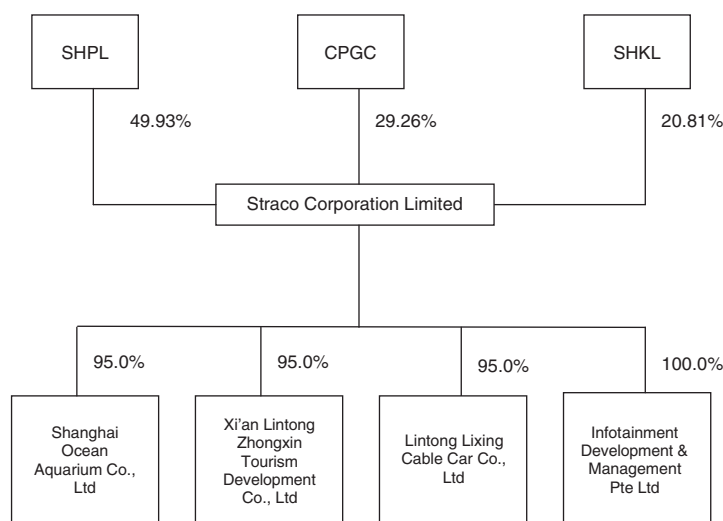 SHPL
CPGC
SHKL
49.93%
29.26%
20.81%
Straco Corporation Limited
95.0%
95.0%
95.0%
100.0%
Shanghai
Ocean
Aquarium Co.,
Ltd
Xi'an Lintong
Zhongxin
Tourism
Development
Co., Ltd
Lintong Lixing
Cable Car Co.,
Ltd
Infotainment
Development &
Management
Pte Ltd